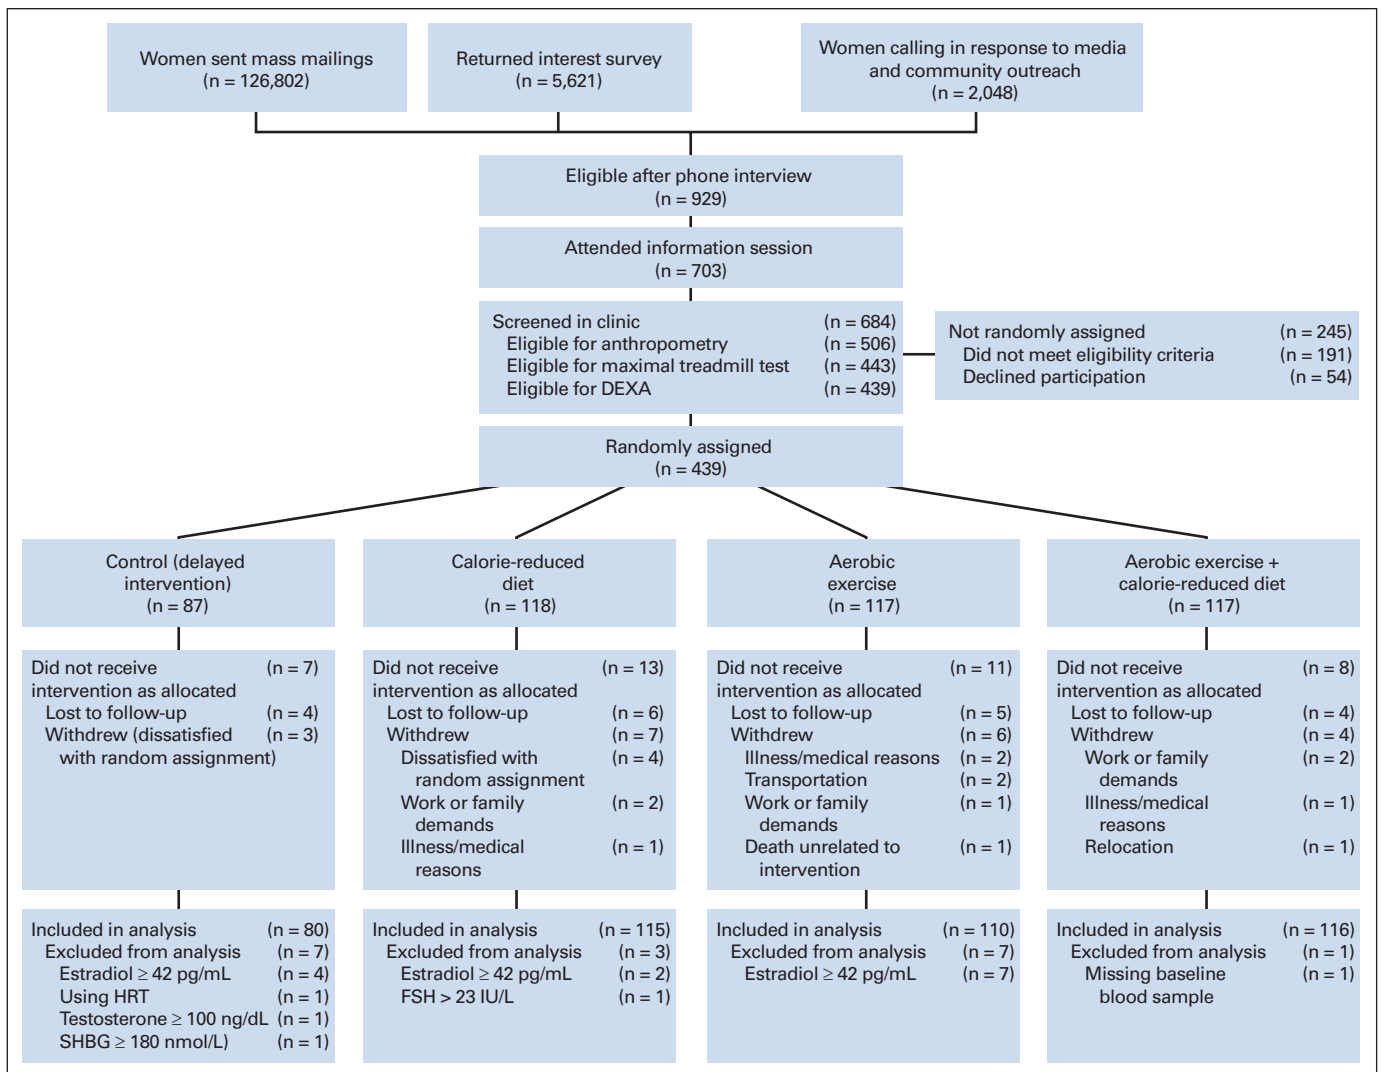 Women sent mass mailings
(n = 126,802)
Returned interest survey
(n = 5,621)
Women calling in response to media
and community outreach
(n = 2,048)
Eligible after phone interview
(n = 929)
Attended information session
(n = 703)
Screened in clinic (n = 684)
Eligible for anthropometry (n = 506)
Eligible for maximal treadmill test (n = 443)
Eligible for DEXA (n = 439)
Not randomly assigned (n = 245)
Did not meet eligibility criteria (n = 191)
Declined participation (n = 54)
Randomly assigned
(n = 439)
Control (delayed
intervention)
(n = 87)
Calorie-reduced
diet
(n = 118)
Aerobic
exercise
(n = 117)
Aerobic exercise +
calorie-reduced diet
(n = 117)
Did not receive (n = 7)
intervention as allocated
Lost to follow-up (n = 4)
Withdrew (dissatisfied (n = 3)
with random assignment)
Did not receive (n = 13)
intervention as allocated
Lost to follow-up (n = 6)
Withdrew (n = 7)
Dissatisfied with (n = 4)
random assignment
Work or family (n = 2)
demands
Illness/medical (n = 1)
reasons
Did not receive (n = 11)
intervention as allocated
Lost to follow-up (n = 5)
Withdrew (n = 6)
Illness/medical reasons (n = 2)
Transportation (n = 2)
Work or family (n = 1)
demands
Death unrelated to (n = 1)
intervention
Did not receive (n = 8)
intervention as allocated
Lost to follow-up (n = 4)
Withdrew (n = 4)
Work or family (n = 2)
demands
Illness/medical (n = 1)
reasons
Relocation (n = 1)
Included in analysis (n = 80)
Excluded from analysis (n = 7)
Estradiol ≥ 42 pg/mL (n = 4)
Using HRT (n = 1)
Testosterone ≥ 100 ng/dL (n = 1)
SHBG ≥ 180 nmol/L) (n = 1)
Included in analysis (n = 115)
Excluded from analysis (n = 3)
Estradiol ≥ 42 pg/mL (n = 2)
FSH > 23 IU/L (n = 1)
Included in analysis (n = 110)
Excluded from analysis (n = 7)
Estradiol ≥ 42 pg/mL (n = 7)
Included in analysis (n = 116)
Excluded from analysis (n = 1)
Missing baseline (n = 1)
blood sample